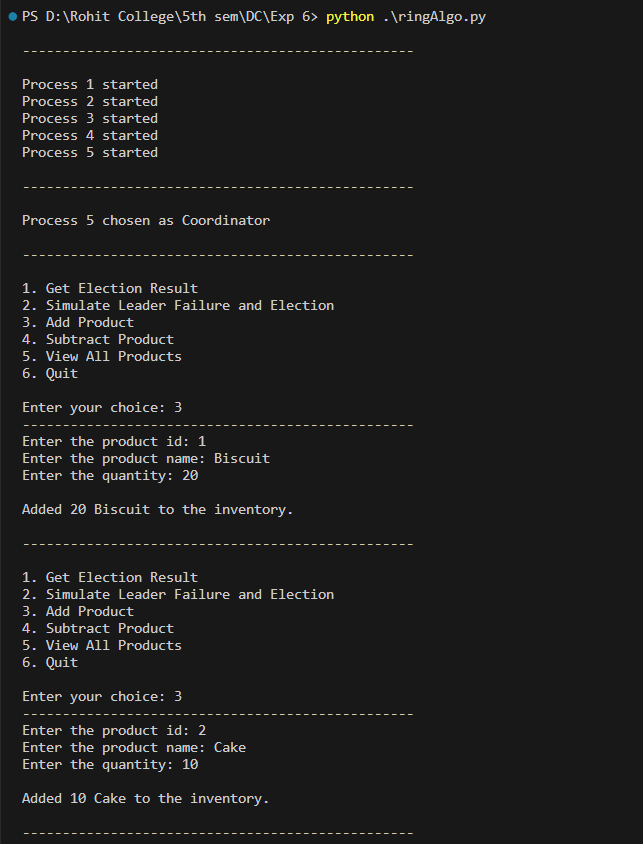 PS D:\Rohit College\5th sem\DC\Exp 6> python .\ringAlgo.py
-------------------------------------------------
Process 1 started
Process 2 started
Process 3 started
Process 4 started
Process 5 started
-------------------------------------------------
Process 5 chosen as Coordinator
-------------------------------------------------
1. Get Election Result
2. Simulate Leader Failure and Election
3. Add Product
4. Subtract Product
5. View All Products
6. Quit
Enter your choice: 3
-------------------------------------------------
Enter the product id: 1
Enter the product name: Biscuit
Enter the quantity: 20
Added 20 Biscuit to the inventory.
-------------------------------------------------
1. Get Election Result
2. Simulate Leader Failure and Election
3. Add Product
4. Subtract Product
5. View All Products
6. Quit
Enter your choice: 3
-------------------------------------------------
Enter the product id: 2
Enter the product name: Cake
Enter the quantity: 10
Added 10 Cake to the inventory.
-------------------------------------------------